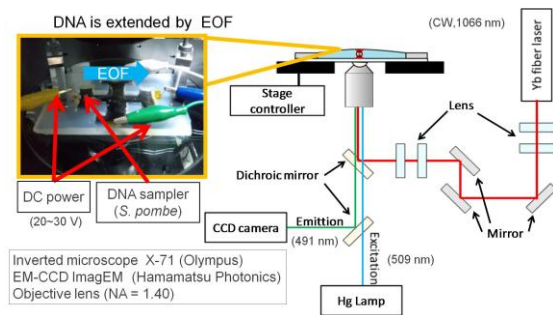 DNA is extended by EOF
EOF
(CW,1066 nm)
Yb fiber laser
Stage
controller
Lens
Dichroic mirror
DC power
(20~30 V)
DNA sampler
(S. pombe)
CCD camera
Emittion
(491 nm)
Excitation
(509 nm)
Mirror
Hg Lamp
Inverted microscope X-71 (Olympus)
EM-CCD ImagEM (Hamamatsu Photonics)
Objective lens (NA = 1.40)